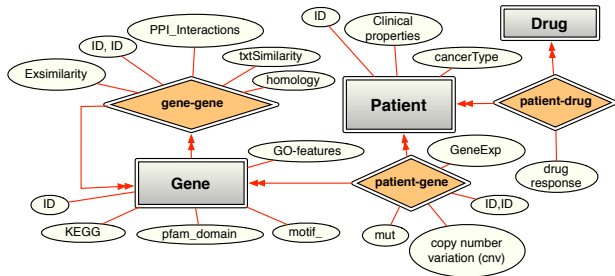 PPI_Interactions
ID, ID
txtSimilarity
Exsimilarity
homology
gene-gene
ID
Clinical
properties
cancerType
Drug
Patient
patient-drug
GO-features
Gene
GeneExp
drug
response
patient-gene
ID
ID,ID
KEGG
pfam_domain
motif_
mut
copy number
variation (cnv)